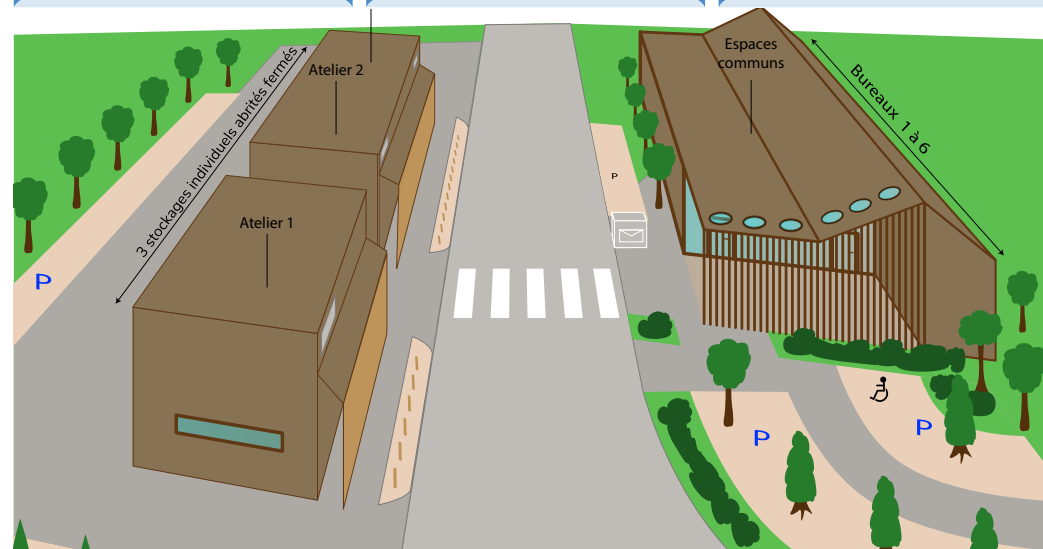 Atelier 2
3 stockages individuels abrités fermés
Atelier 1
P
Espaces
communs
Bureaux 1 à 6
P
P
P